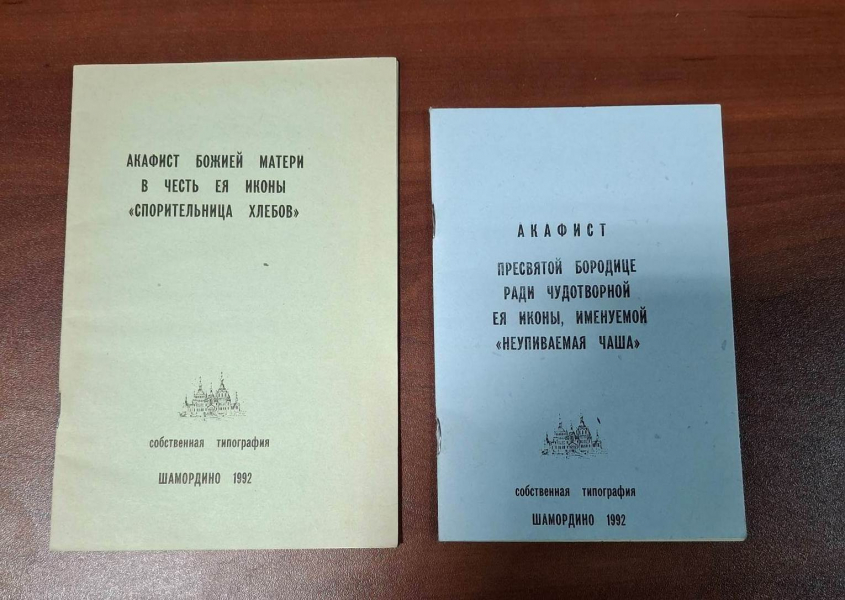 АКАФИСТ БОЖИЕЙ МАТЕРИ
В ЧЕСТЬ ЕЯ ИКОНЫ
«СПОРИТЕЛЬНИЦА ХЛЕБОВ»
собственная типография
ШАМОРДИНО 1992
АКАФИСТ
ПРЕСВЯТОЙ БОРОДИЦЕ
РАДИ ЧУДОТВОРНОЙ
ЕЯ ИКОНЫ, ИМЕНУЕМОЙ
«НЕУПИВАЕМАЯ ЧАША»
собственная типография
ШАМОРДИНО 1992